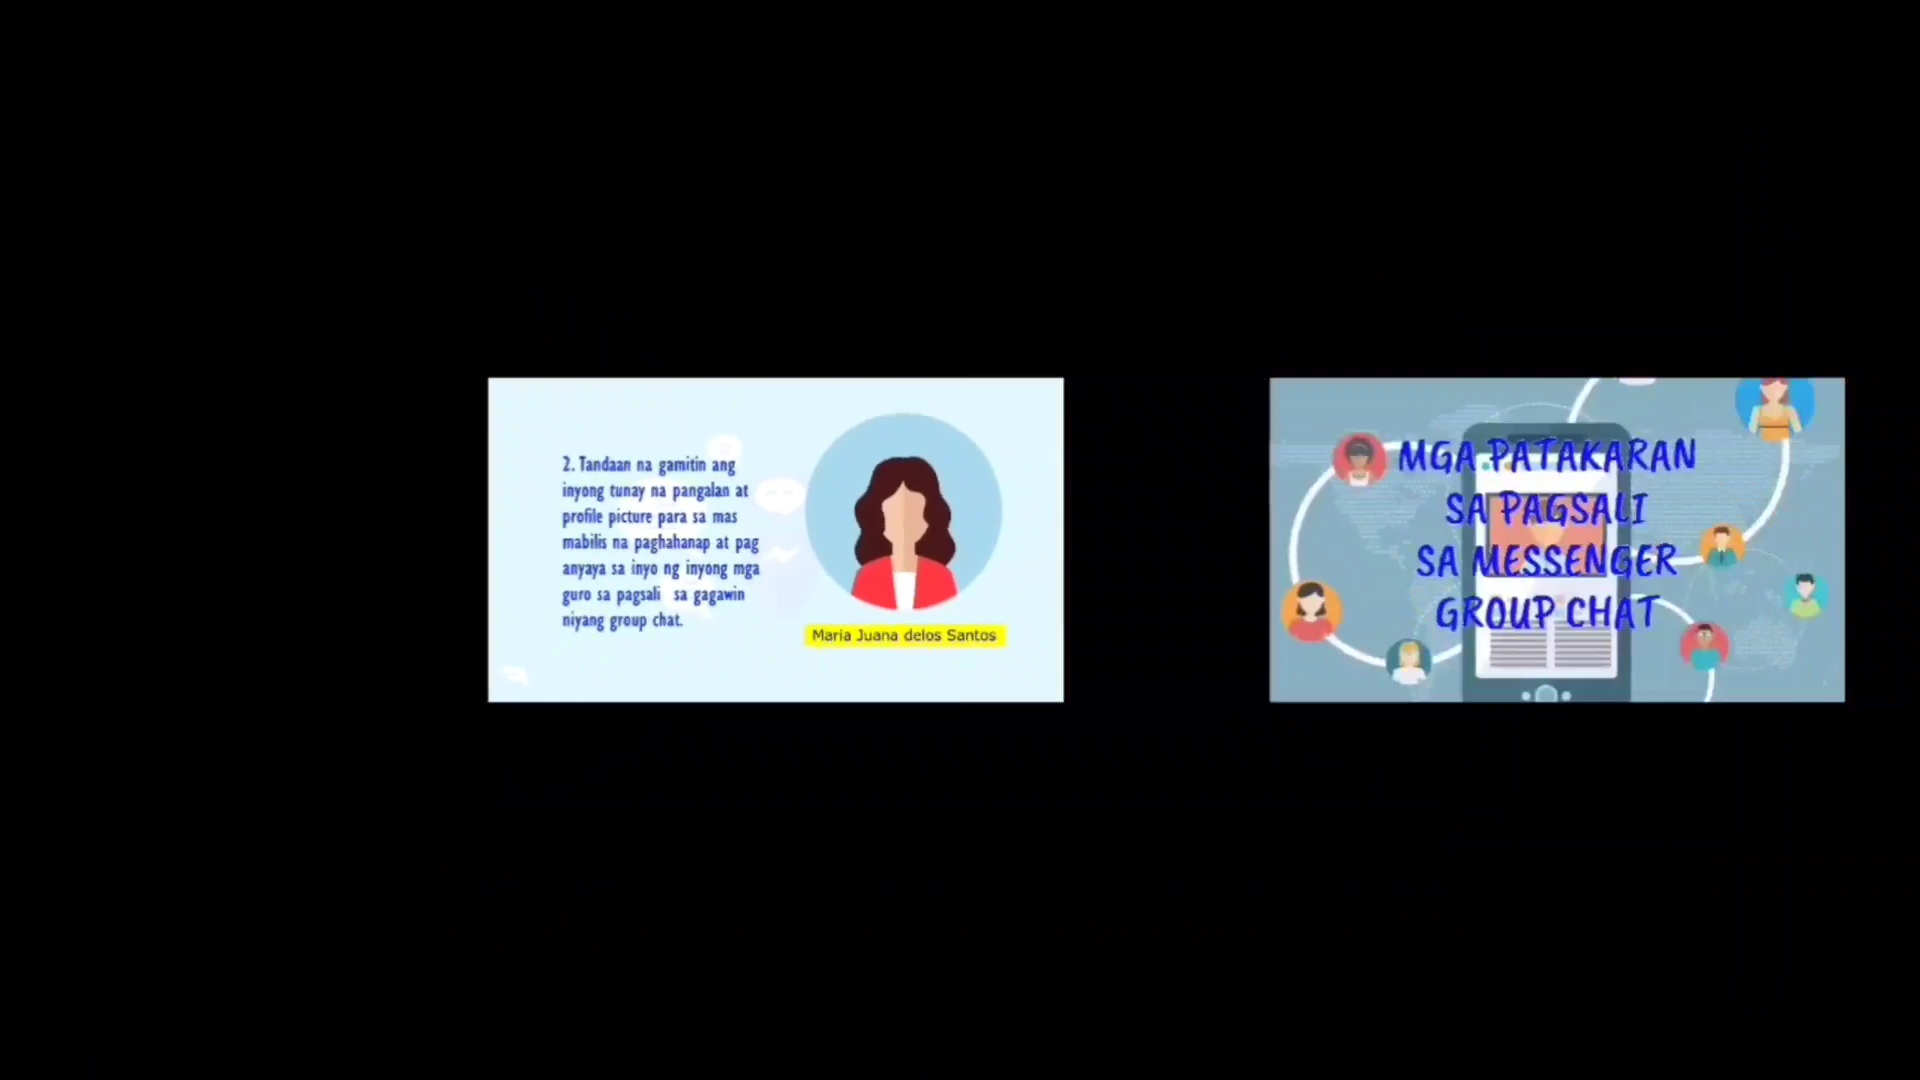 2. Tandaan na gamitin ang
inyong tunay na pangalan at
profile picture para sa mas
mabilis na paghahanap at pag
anyaya sa inyo ng inyong mga
guro sa pagsali sa gagawin
niyang group chat.
Maria Juana delos Santos
MGA PATAKARAN
SA PAGSALI
SA MESSENGER
GROUP CHAT